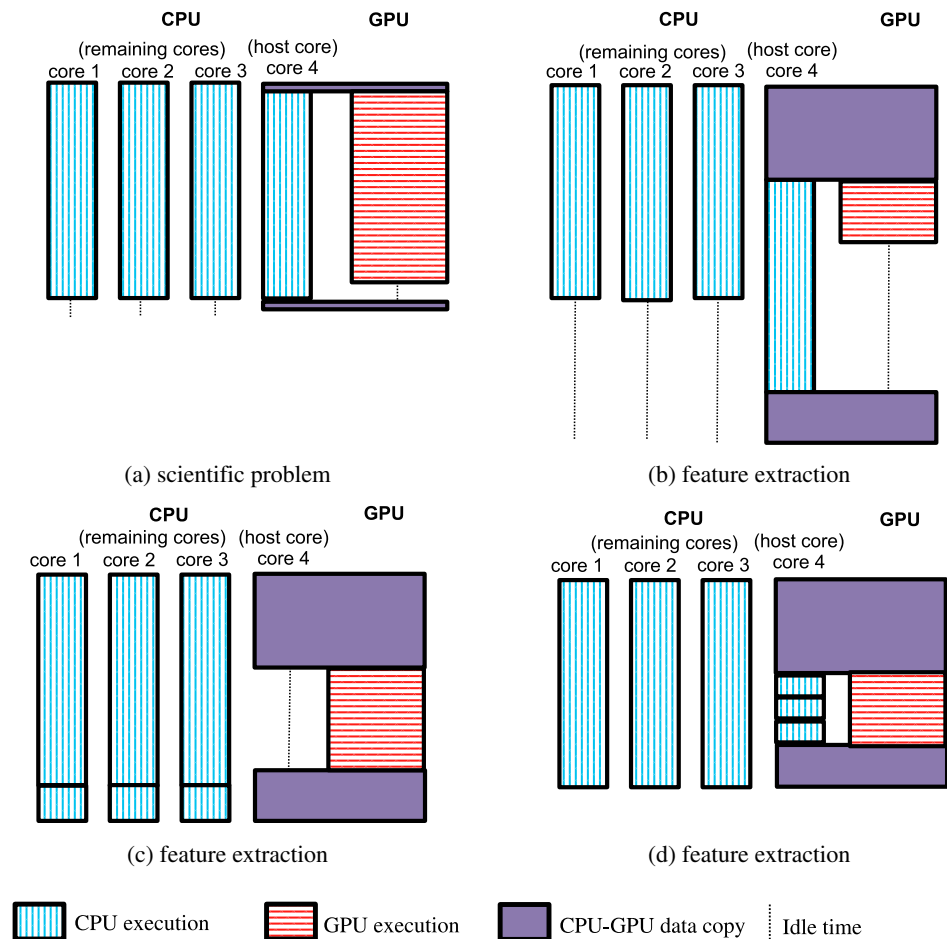 CPU GPU
(remaining cores) (host core)
core 1 core 2 core 3 core 4
(a) scientific problem
CPU GPU
(remaining cores) (host core)
core 1 core 2 core 3 core 4
(b) feature extraction
CPU GPU
(remaining cores) (host core)
core 1 core 2 core 3 core 4
(c) feature extraction
CPU GPU
(remaining cores) (host core)
core 1 core 2 core 3 core 4
(d) feature extraction
CPU execution GPU execution CPU-GPU data copy Idle time